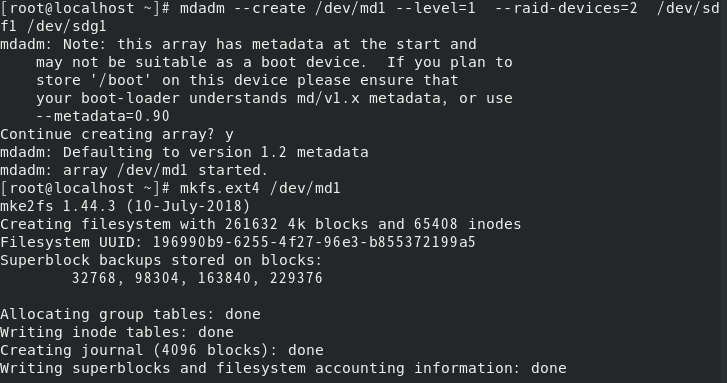 [root@localhost ~]# mdadm --create /dev/md1 --level=1  --raid-devices=2  /dev/sd
f1 /dev/sdg1
mdadm: Note: this array has metadata at the start and
    may not be suitable as a boot device.  If you plan to
    store '/boot' on this device please ensure that
    your boot-loader understands md/v1.x metadata, or use
    --metadata=0.90
Continue creating array? y
mdadm: Defaulting to version 1.2 metadata
mdadm: array /dev/md1 started.
[root@localhost ~]# mkfs.ext4 /dev/md1
mke2fs 1.44.3 (10-July-2018)
Creating filesystem with 261632 4k blocks and 65408 inodes
Filesystem UUID: 196990b9-6255-4f27-96e3-b855372199a5
Superblock backups stored on blocks:
        32768, 98304, 163840, 229376

Allocating group tables: done
Writing inode tables: done
Creating journal (4096 blocks): done
Writing superblocks and filesystem accounting information: done